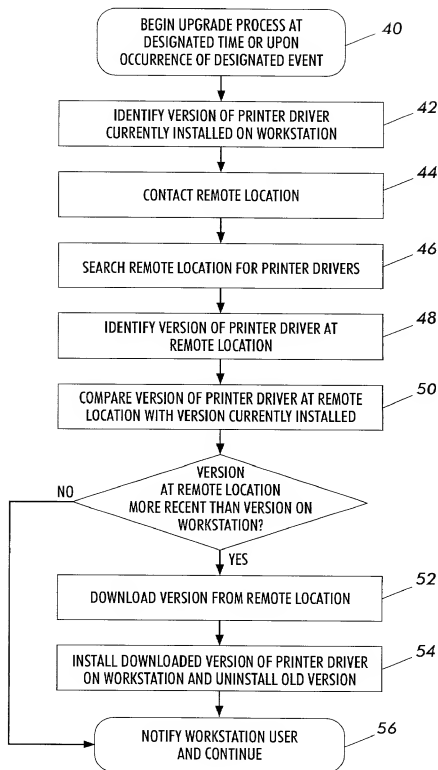 BEGIN UPGRADE PROCESS AT
DESIGNATED TIME OR UPON
OCCURRENCE OF DESIGNATED EVENT
40
IDENTIFY VERSION OF PRINTER DRIVER
CURRENTLY INSTALLED ON WORKSTATION
42
CONTACT REMOTE LOCATION
44
SEARCH REMOTE LOCATION FOR PRINTER DRIVERS
46
IDENTIFY VERSION OF PRINTER DRIVER AT
REMOTE LOCATION
48
COMPARE VERSION OF PRINTER DRIVER AT REMOTE
LOCATION WITH VERSION CURRENTLY INSTALLED
50
VERSION
AT REMOTE LOCATION
MORE RECENT THAN VERSION ON
WORKSTATION?
NO
YES
DOWNLOAD VERSION FROM REMOTE LOCATION
52
INSTALL DOWNLOADED VERSION OF PRINTER DRIVER
ON WORKSTATION AND UNINSTALL OLD VERSION
54
NOTIFY WORKSTATION USER
AND CONTINUE
56